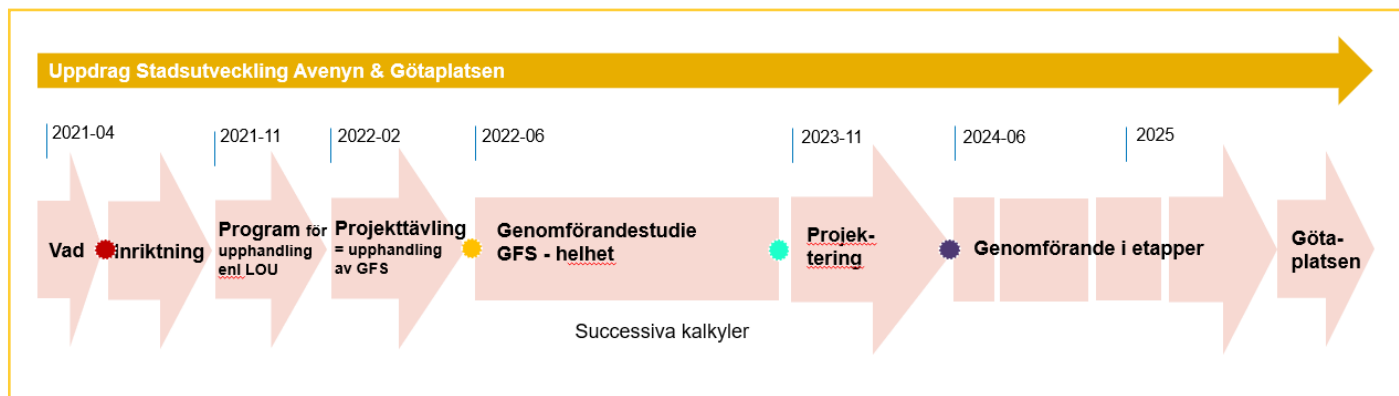 Uppdrag Stadsutveckling Avenyn & Götaplatsen
2021-04
2021-11
2022-02
2022-06
2023-11
2024-06
2025
Vad
Inriktning
Program för
upphandling
enl LOU
Projekttävling
= upphandling
av GFS
Genomförandestudie
GFS - helhet
Projek-
tering
Genomförande i etapper
Göta-
platsen
Successiva kalkyler